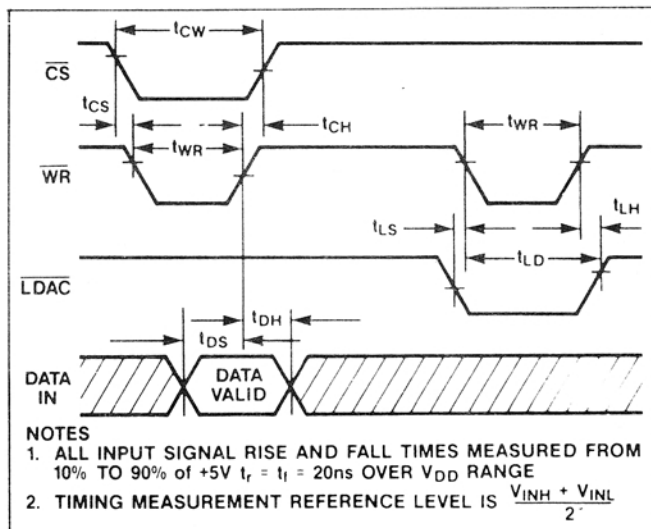 tCW
CS
tCS
tCH
tWR
tWR
WR
tLS
tLH
tLD
LDAC
tDH
tDS
DATA
IN
DATA
VALID
NOTES
1. ALL INPUT SIGNAL RISE AND FALL TIMES MEASURED FROM
10% TO 90% of +5V tr = tf = 20ns OVER VDD RANGE
2. TIMING MEASUREMENT REFERENCE LEVEL IS (VINH + VINL)/2